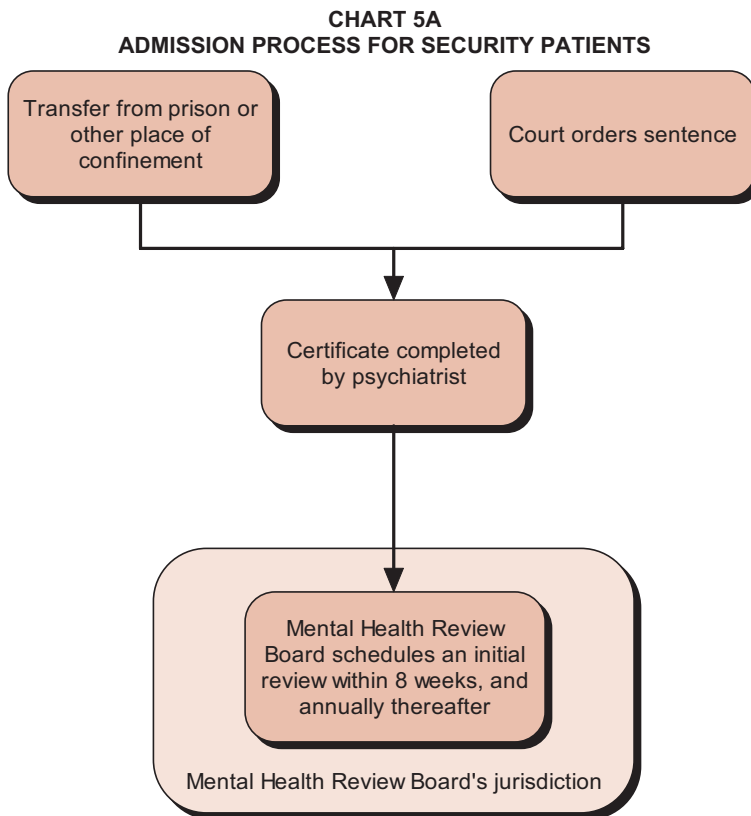 CHART 5A
ADMISSION PROCESS FOR SECURITY PATIENTS
Transfer from prison or
other place of
confinement
Court orders sentence
Certificate completed
by psychiatrist
Mental Health Review
Board schedules an initial
review within 8 weeks, and
annually thereafter
Mental Health Review Board's jurisdiction